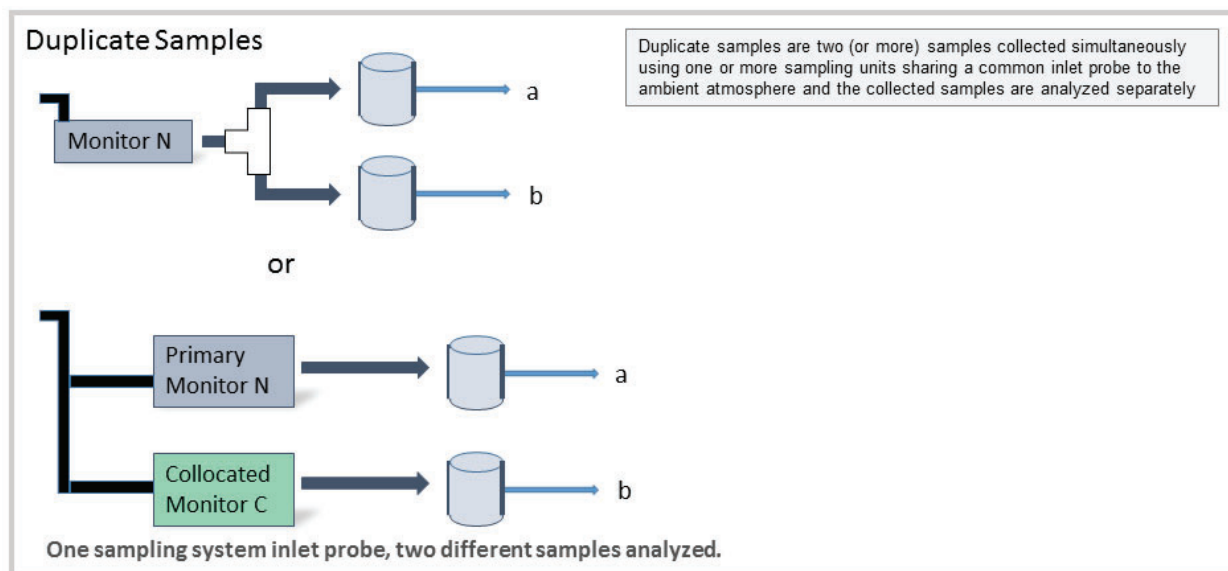 Duplicate Samples
Duplicate samples are two (or more) samples collected simultaneously
using one or more sampling units sharing a common inlet probe to the
ambient atmosphere and the collected samples are analyzed separately
Monitor N
a
b
or
Primary
Monitor N
a
Collocated
Monitor C
b
One sampling system inlet probe, two different samples analyzed.